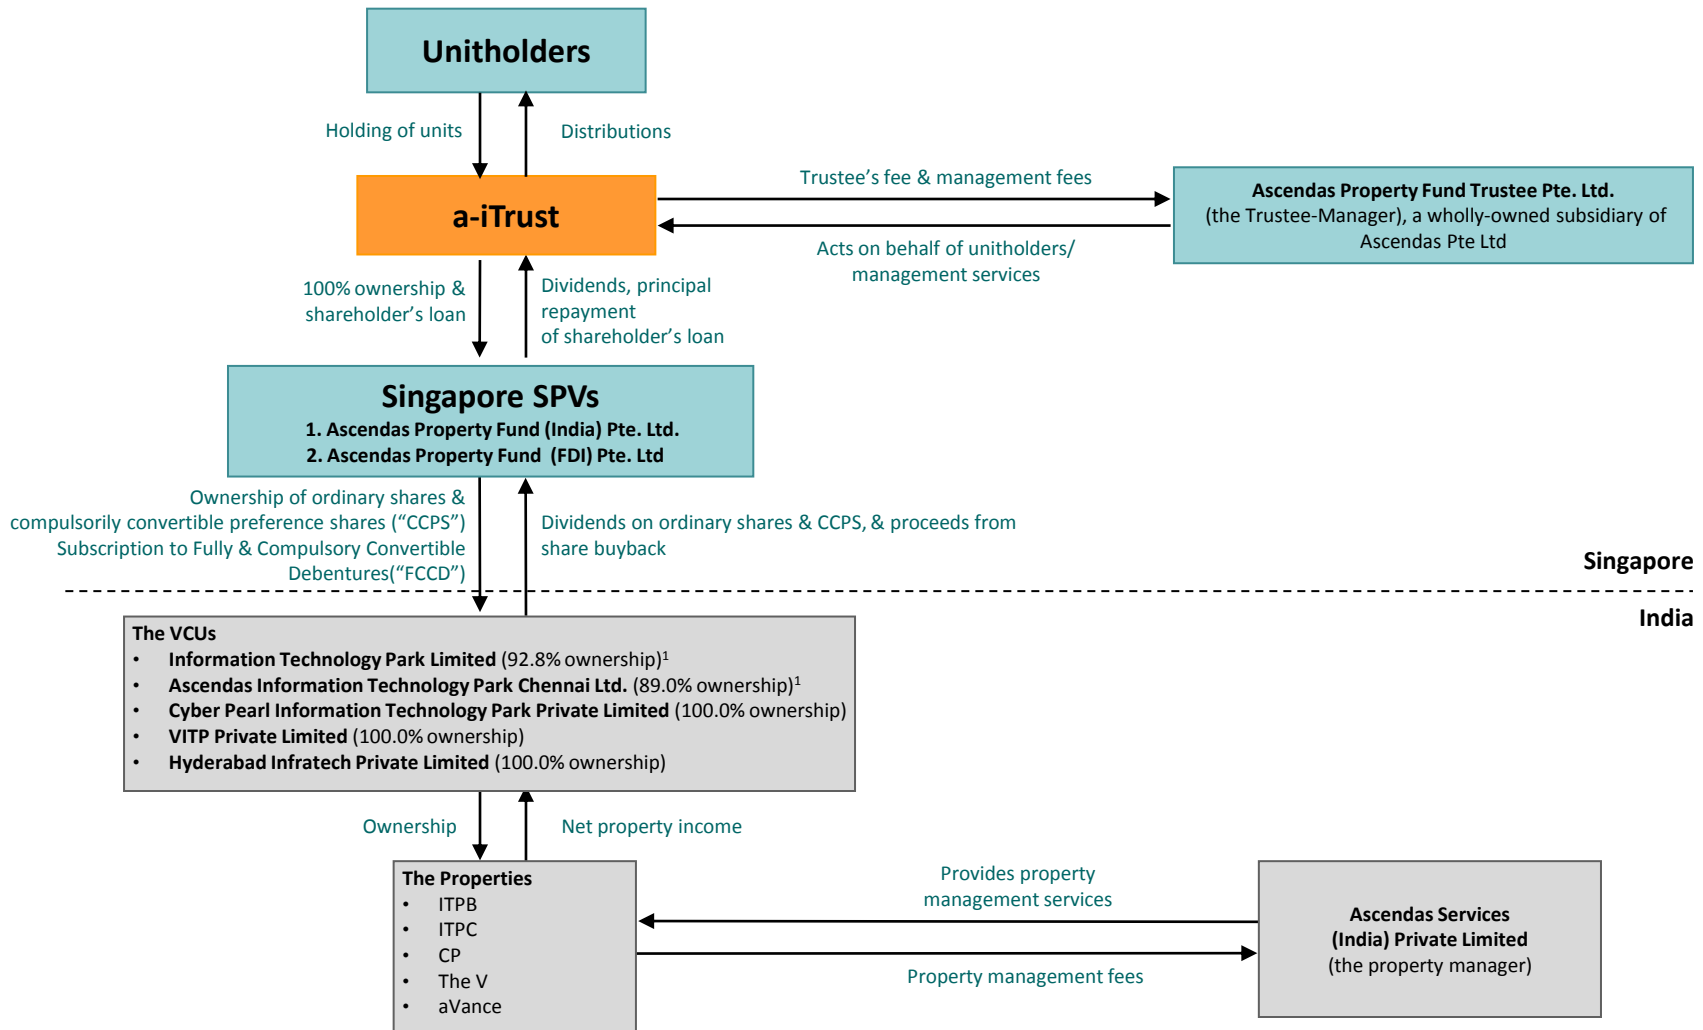 Unitholders
Holding of units
Distributions
a-iTrust
Trustee's fee & management fees
Acts on behalf of unitholders/
management services
Ascendas Property Fund Trustee Pte. Ltd.
(the Trustee-Manager), a wholly-owned subsidiary of
Ascendas Pte Ltd
100% ownership &
shareholder's loan
Dividends, principal
repayment
of shareholder's loan
Singapore SPVs
1. Ascendas Property Fund (India) Pte. Ltd.
2. Ascendas Property Fund (FDI) Pte. Ltd
Ownership of ordinary shares &
compulsorily convertible preference shares ("CCPS")
Subscription to Fully & Compulsory Convertible
Debentures("FCCD")
Dividends on ordinary shares & CCPS, & proceeds from
share buyback
Singapore
India
The VCUs
• Information Technology Park Limited (92.8% ownership)1
• Ascendas Information Technology Park Chennai Ltd. (89.0% ownership)1
• Cyber Pearl Information Technology Park Private Limited (100.0% ownership)
• VITP Private Limited (100.0% ownership)
• Hyderabad Infratech Private Limited (100.0% ownership)
Ownership
Net property income
The Properties
• ITPB
• ITPC
• CP
• The V
• aVance
Provides property
management services
Property management fees
Ascendas Services
(India) Private Limited
(the property manager)